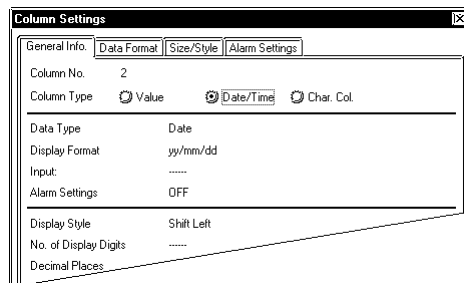 Column Settings
General Info. Data Format Size/Style Alarm Settings
Column No. 2
Column Type Value Date/Time Char. Col.
Data Type Date
Display Format yy/mm/dd
Input: ------
Alarm Settings OFF
Display Style Shift Left
No. of Display Digits ------
Decimal Places